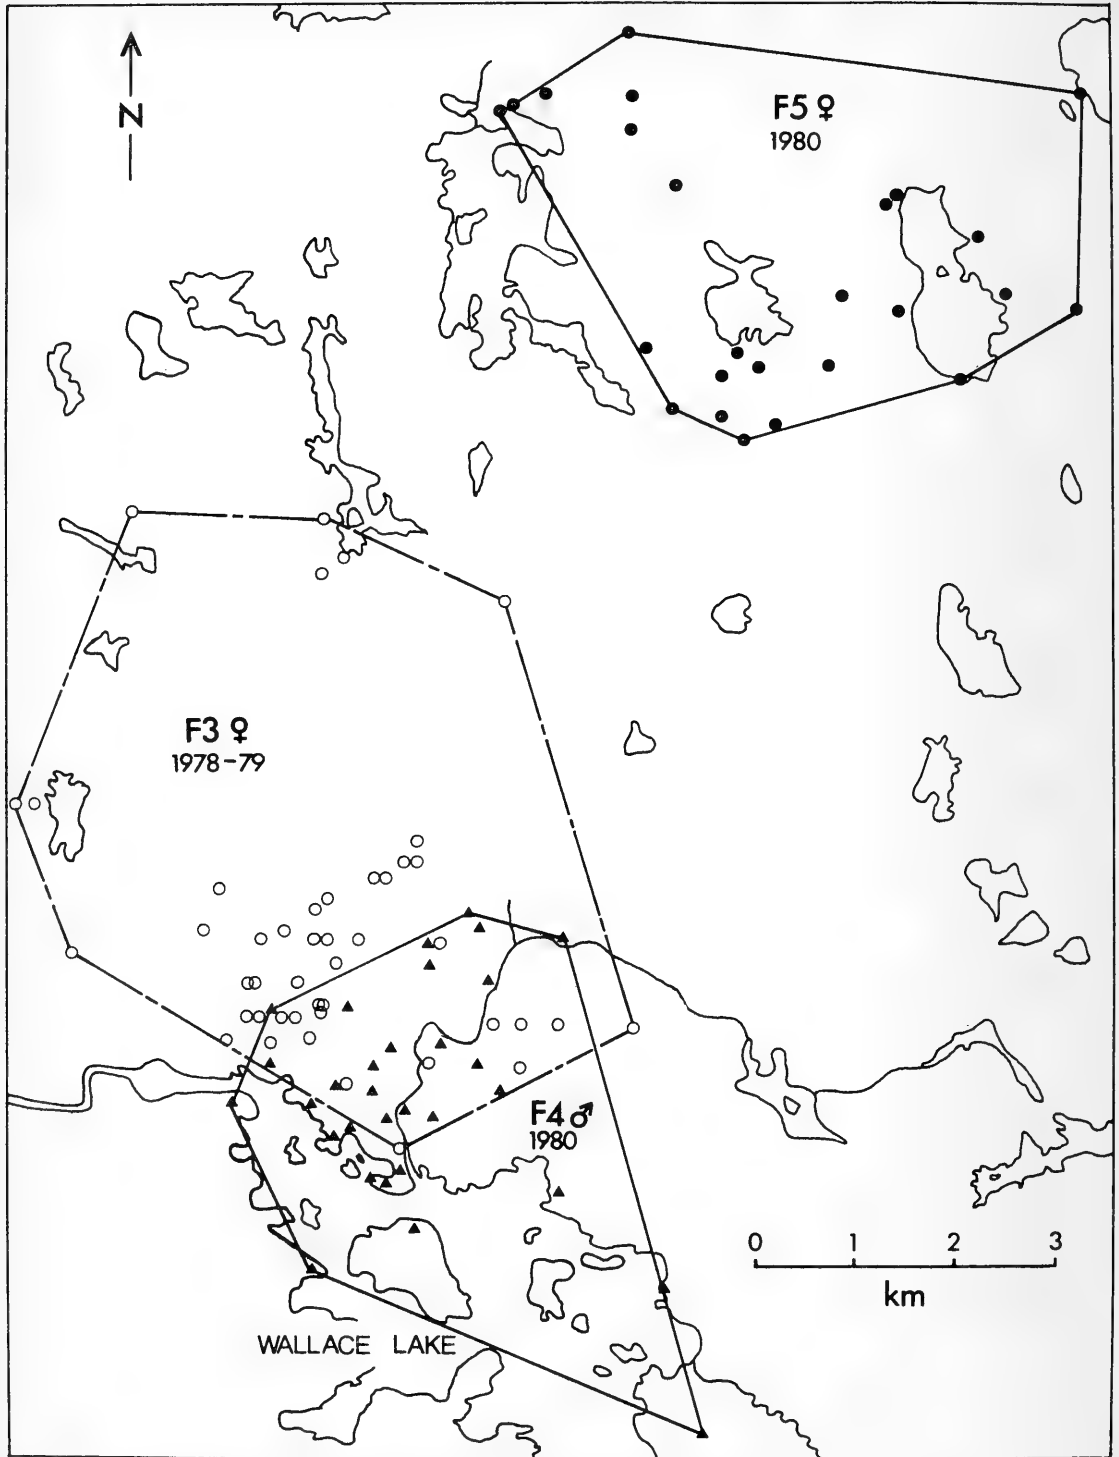 N
F5 ♀
1980
F3 ♀
1978-79
F4 ♂
1980
0 1 2 3
km
WALLACE LAKE